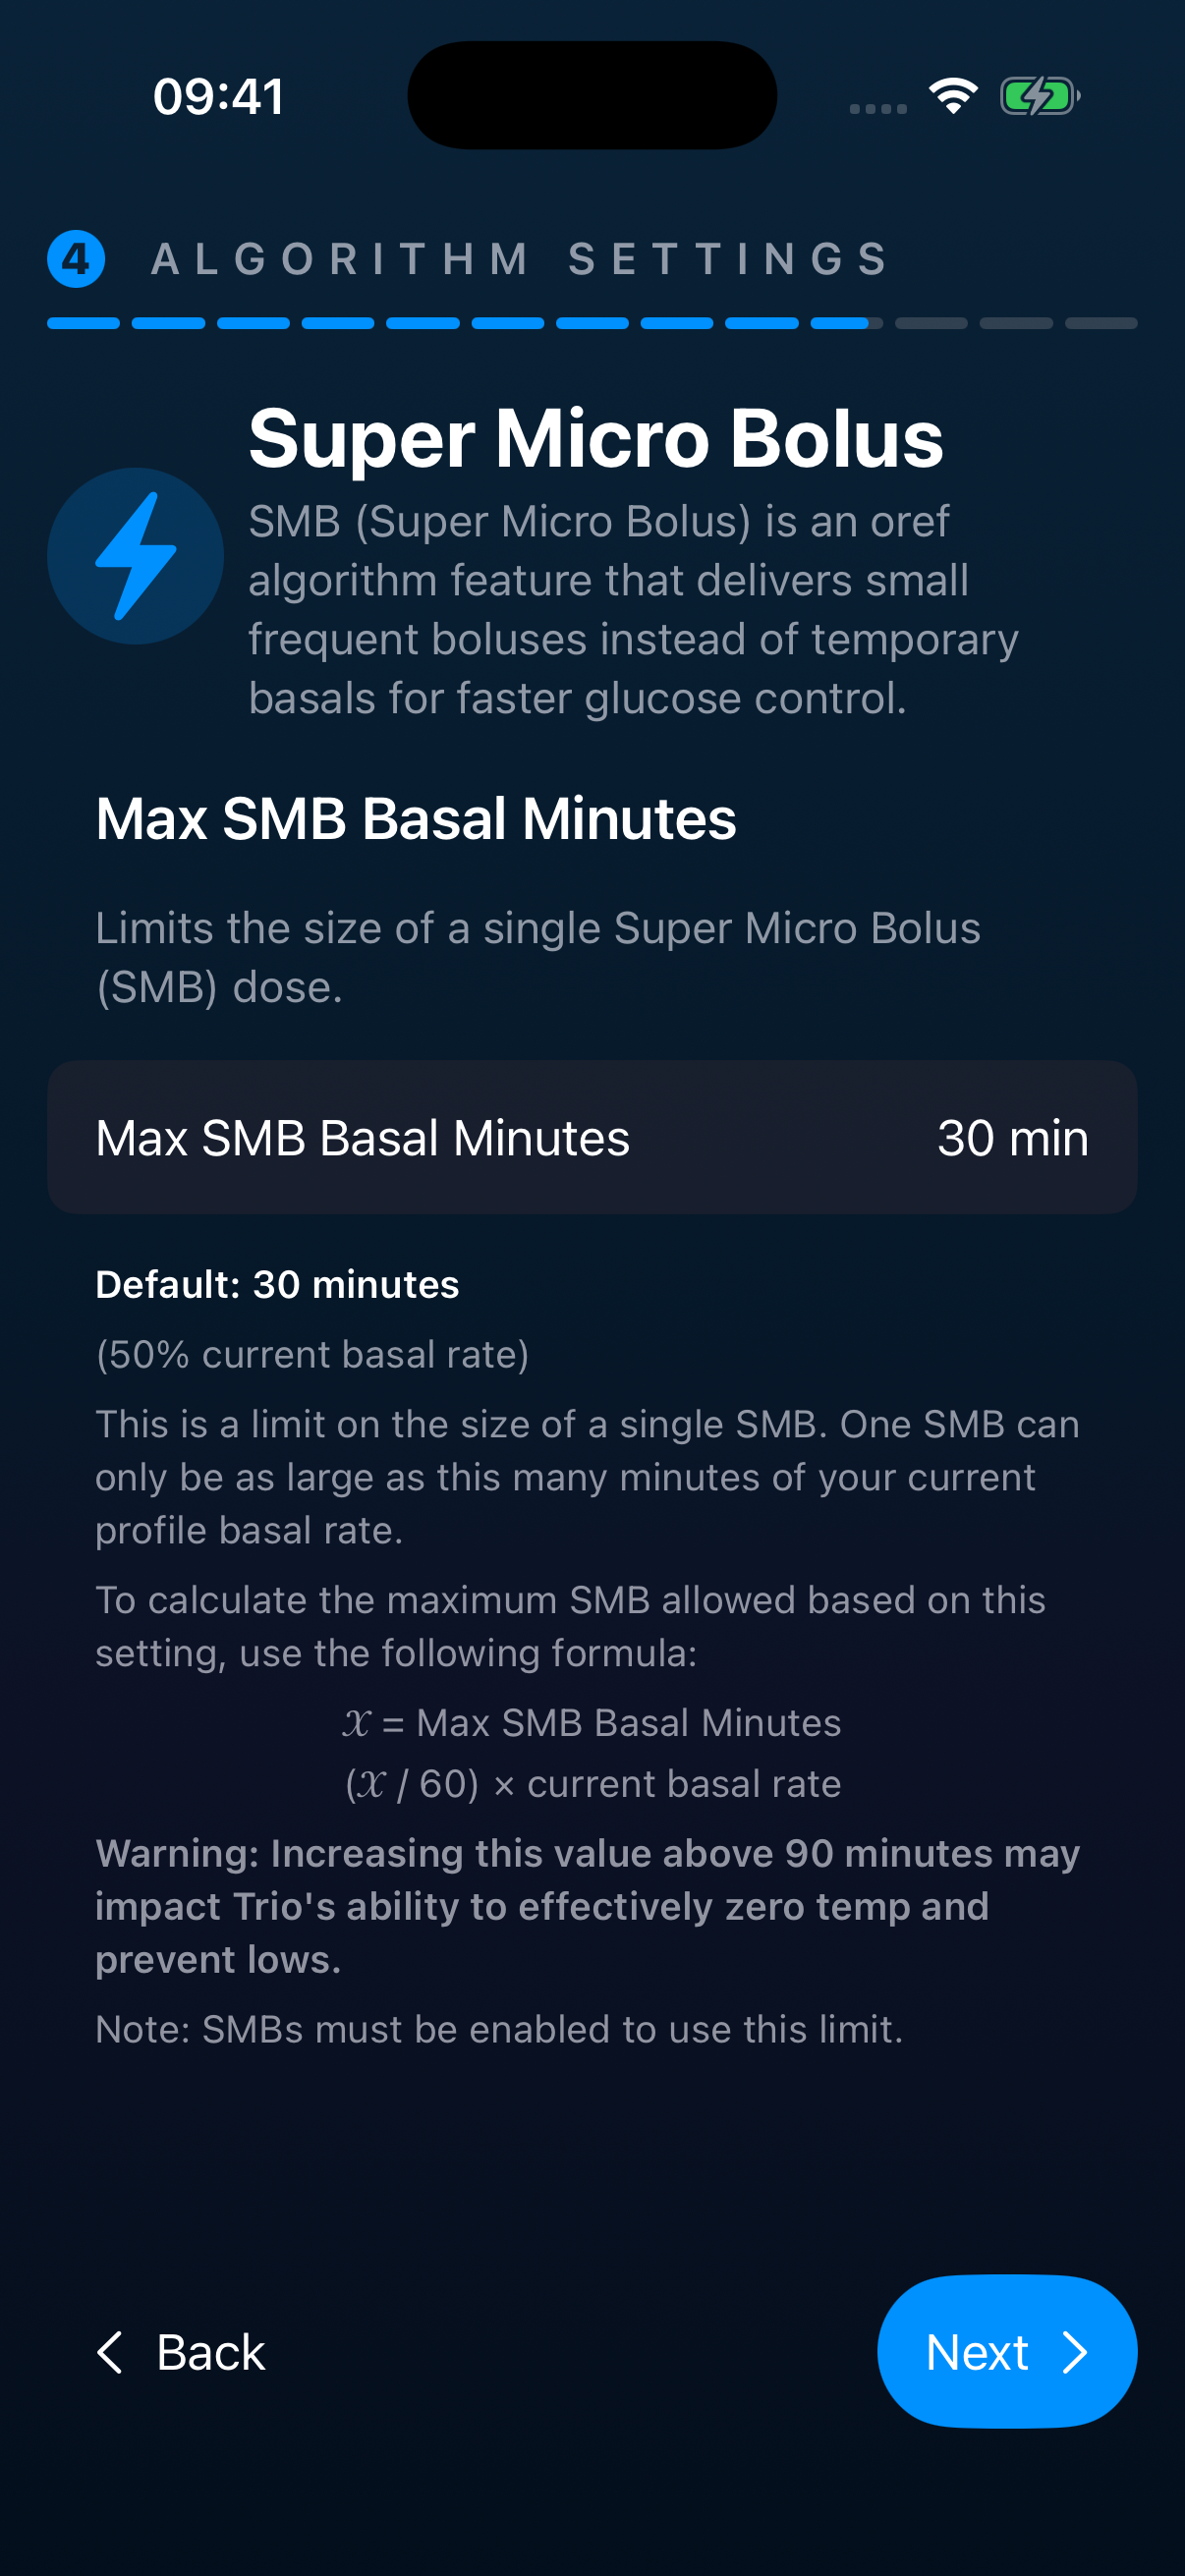 09:41
4 ALGORITHM SETTINGS
Super Micro Bolus
SMB (Super Micro Bolus) is an oref
algorithm feature that delivers small
frequent boluses instead of temporary
basals for faster glucose control.
Max SMB Basal Minutes
Limits the size of a single Super Micro Bolus
(SMB) dose.
Max SMB Basal Minutes 30 min
Default: 30 minutes
(50% current basal rate)
This is a limit on the size of a single SMB. One SMB can
only be as large as this many minutes of your current
profile basal rate.
To calculate the maximum SMB allowed based on this
setting, use the following formula:
𝒳 = Max SMB Basal Minutes
(𝒳 / 60) × current basal rate
Warning: Increasing this value above 90 minutes may
impact Trio's ability to effectively zero temp and
prevent lows.
Note: SMBs must be enabled to use this limit.
Back Next